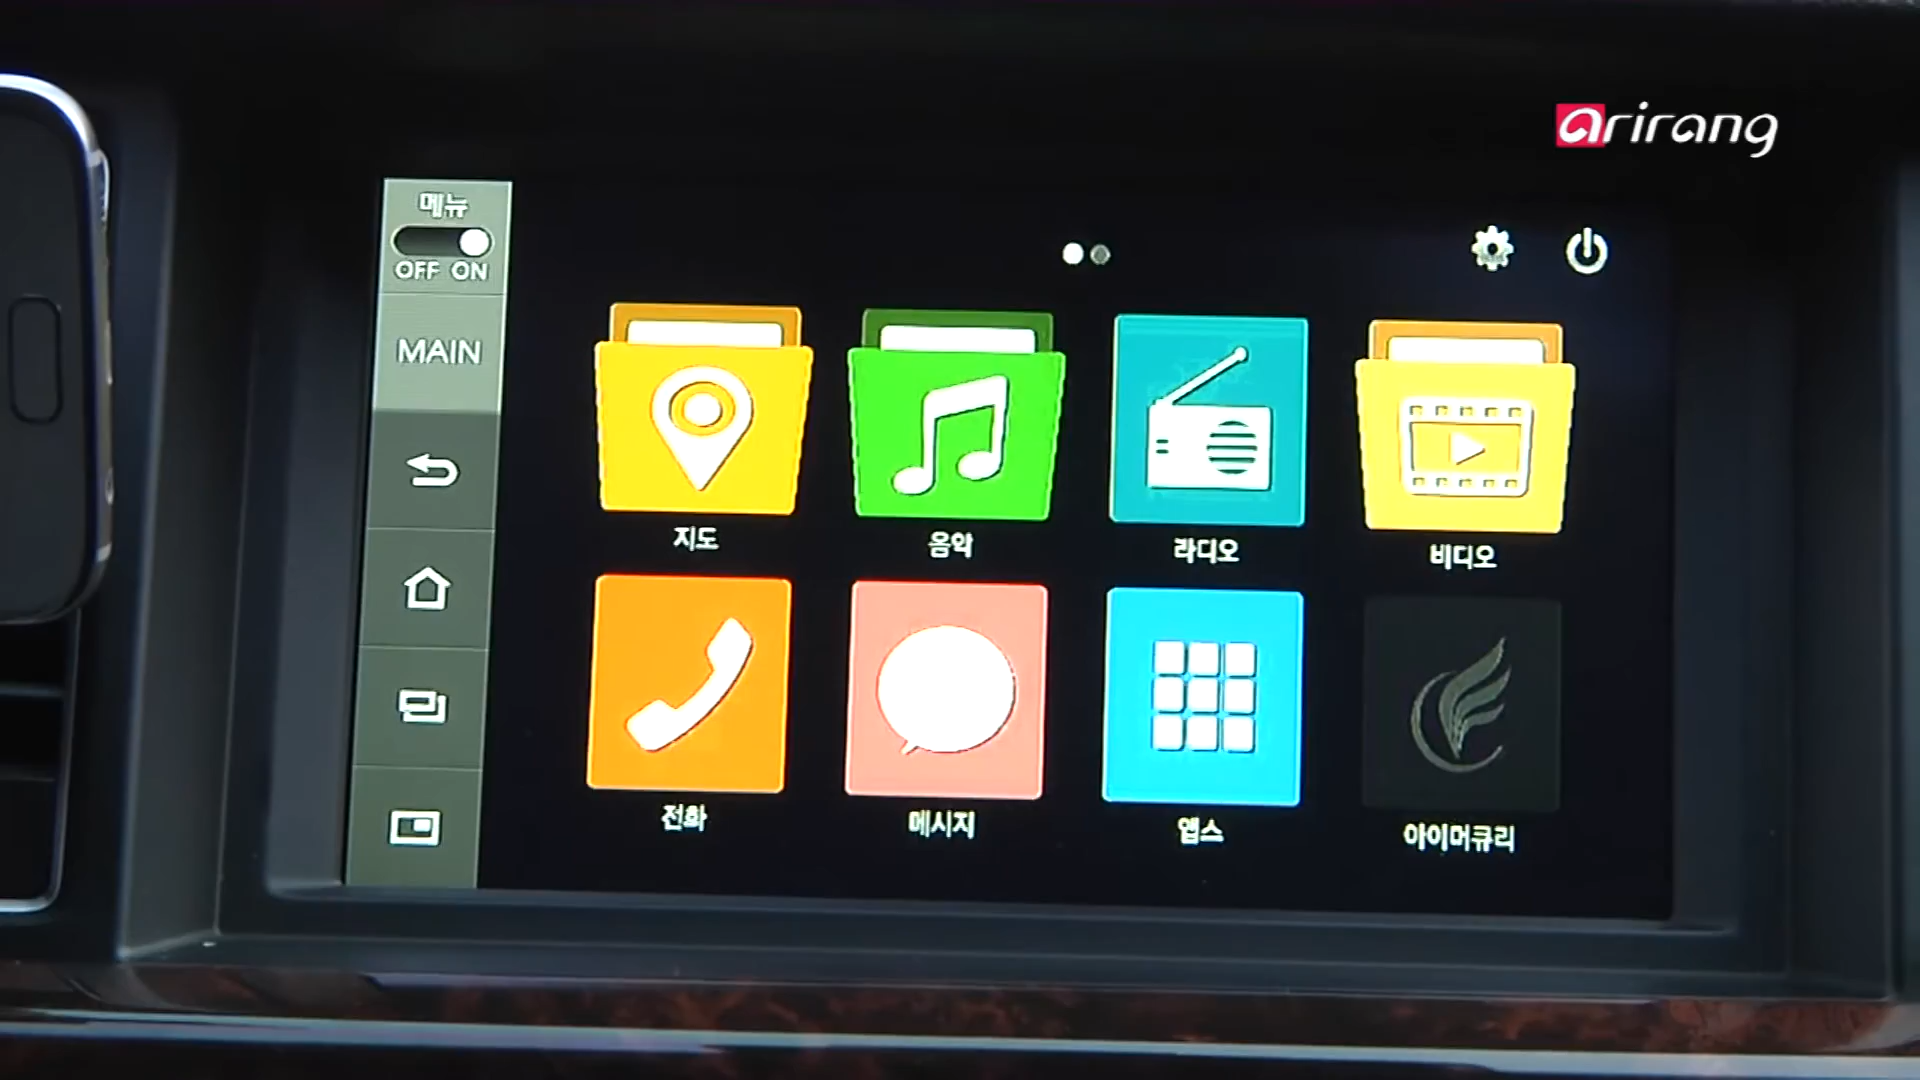 arirang
메뉴
OFF ON
MAIN
지도 음악 라디오 비디오
전화 메시지 앱스 아이머큐리